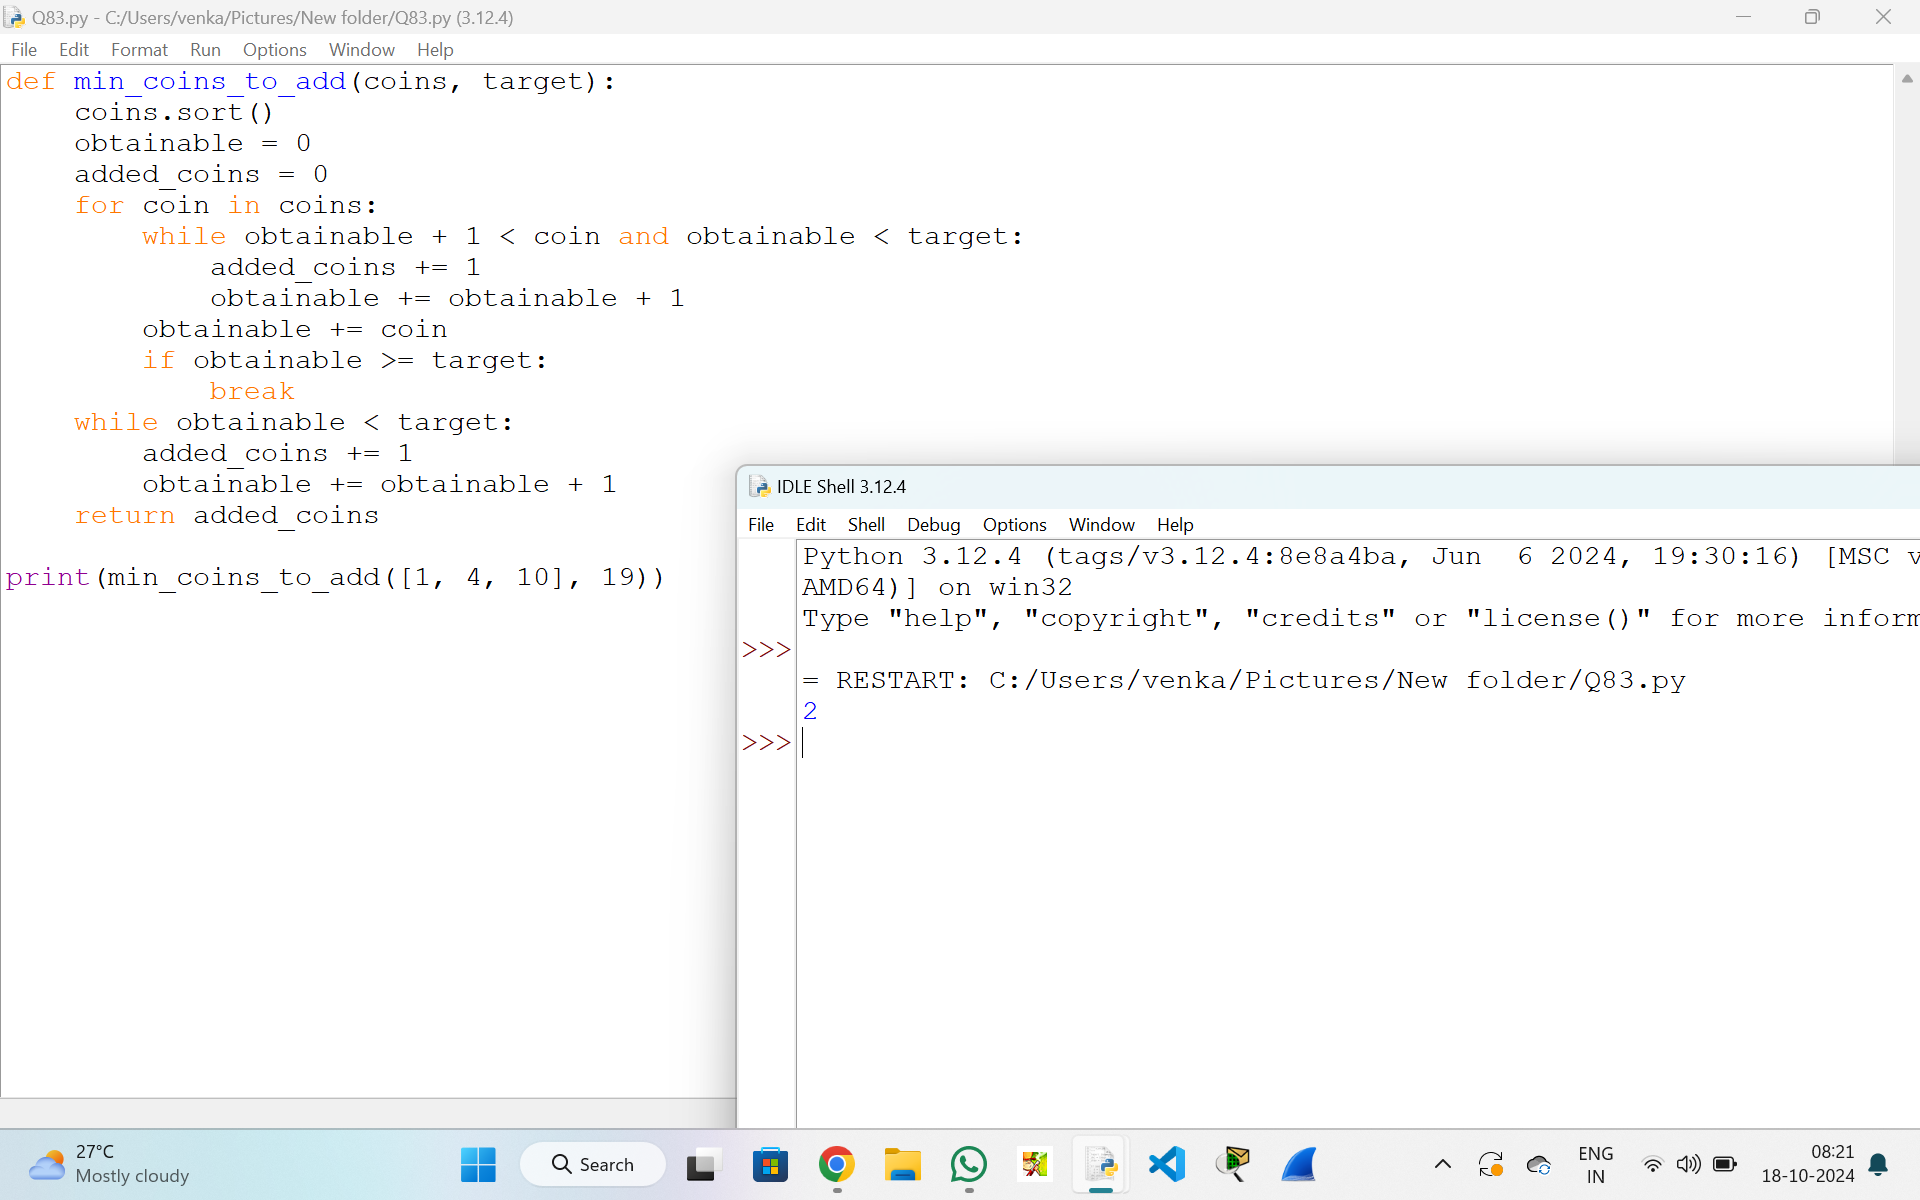 Q83.py - C:/Users/venka/Pictures/New folder/Q83.py (3.12.4)
File Edit Format Run Options Window Help
def min_coins_to_add(coins, target):
    coins.sort()
    obtainable = 0
    added_coins = 0
    for coin in coins:
        while obtainable + 1 < coin and obtainable < target:
            added_coins += 1
            obtainable += obtainable + 1
        obtainable += coin
        if obtainable >= target:
            break
    while obtainable < target:
        added_coins += 1
        obtainable += obtainable + 1
    return added_coins
print(min_coins_to_add([1, 4, 10], 19))
IDLE Shell 3.12.4
File Edit Shell Debug Options Window Help
Python 3.12.4 (tags/v3.12.4:8e8a4ba, Jun  6 2024, 19:30:16) [MSC v
AMD64)] on win32
Type "help", "copyright", "credits" or "license()" for more inform
>>>
= RESTART: C:/Users/venka/Pictures/New folder/Q83.py
2
>>>
27°C
Mostly cloudy
Search
ENG
IN
08:21
18-10-2024